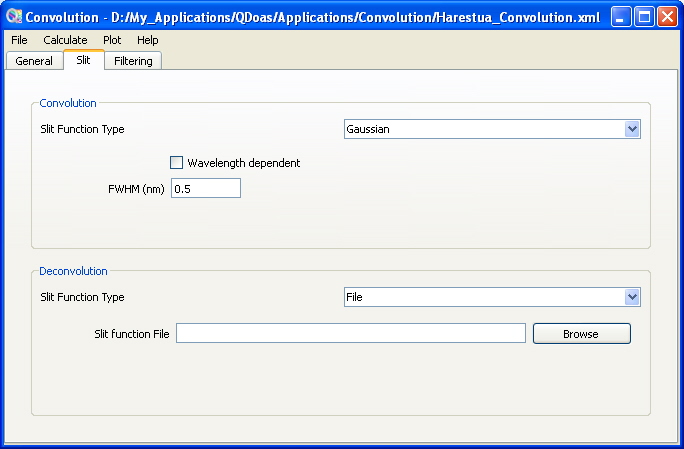 Convolution - D:/My_Applications/QDoas/Applications/Convolution/Harestua_Convolution.xml
File Calculate Plot Help
General Slit Filtering
Convolution
Slit Function Type Gaussian
Wavelength dependent
FWHM (nm) 0.5
Deconvolution
Slit Function Type File
Slit function File Browse